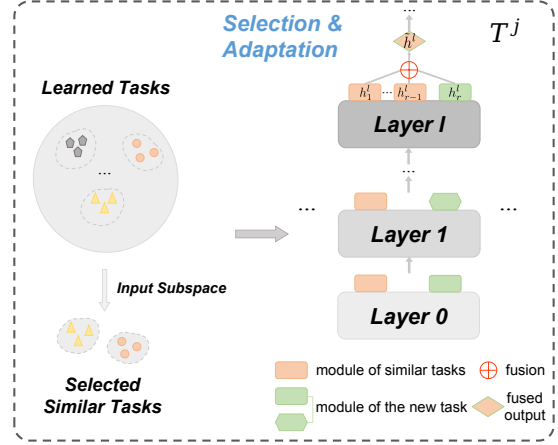 Selection &
Adaptation
T^j
Learned Tasks
...
Input Subspace
Selected
Similar Tasks
...
h̃^l
h_1^l ... h_{r-1}^l h_r^l
Layer l
...
... ...
Layer 1
Layer 0
module of similar tasks
fusion
module of the new task
fused
output